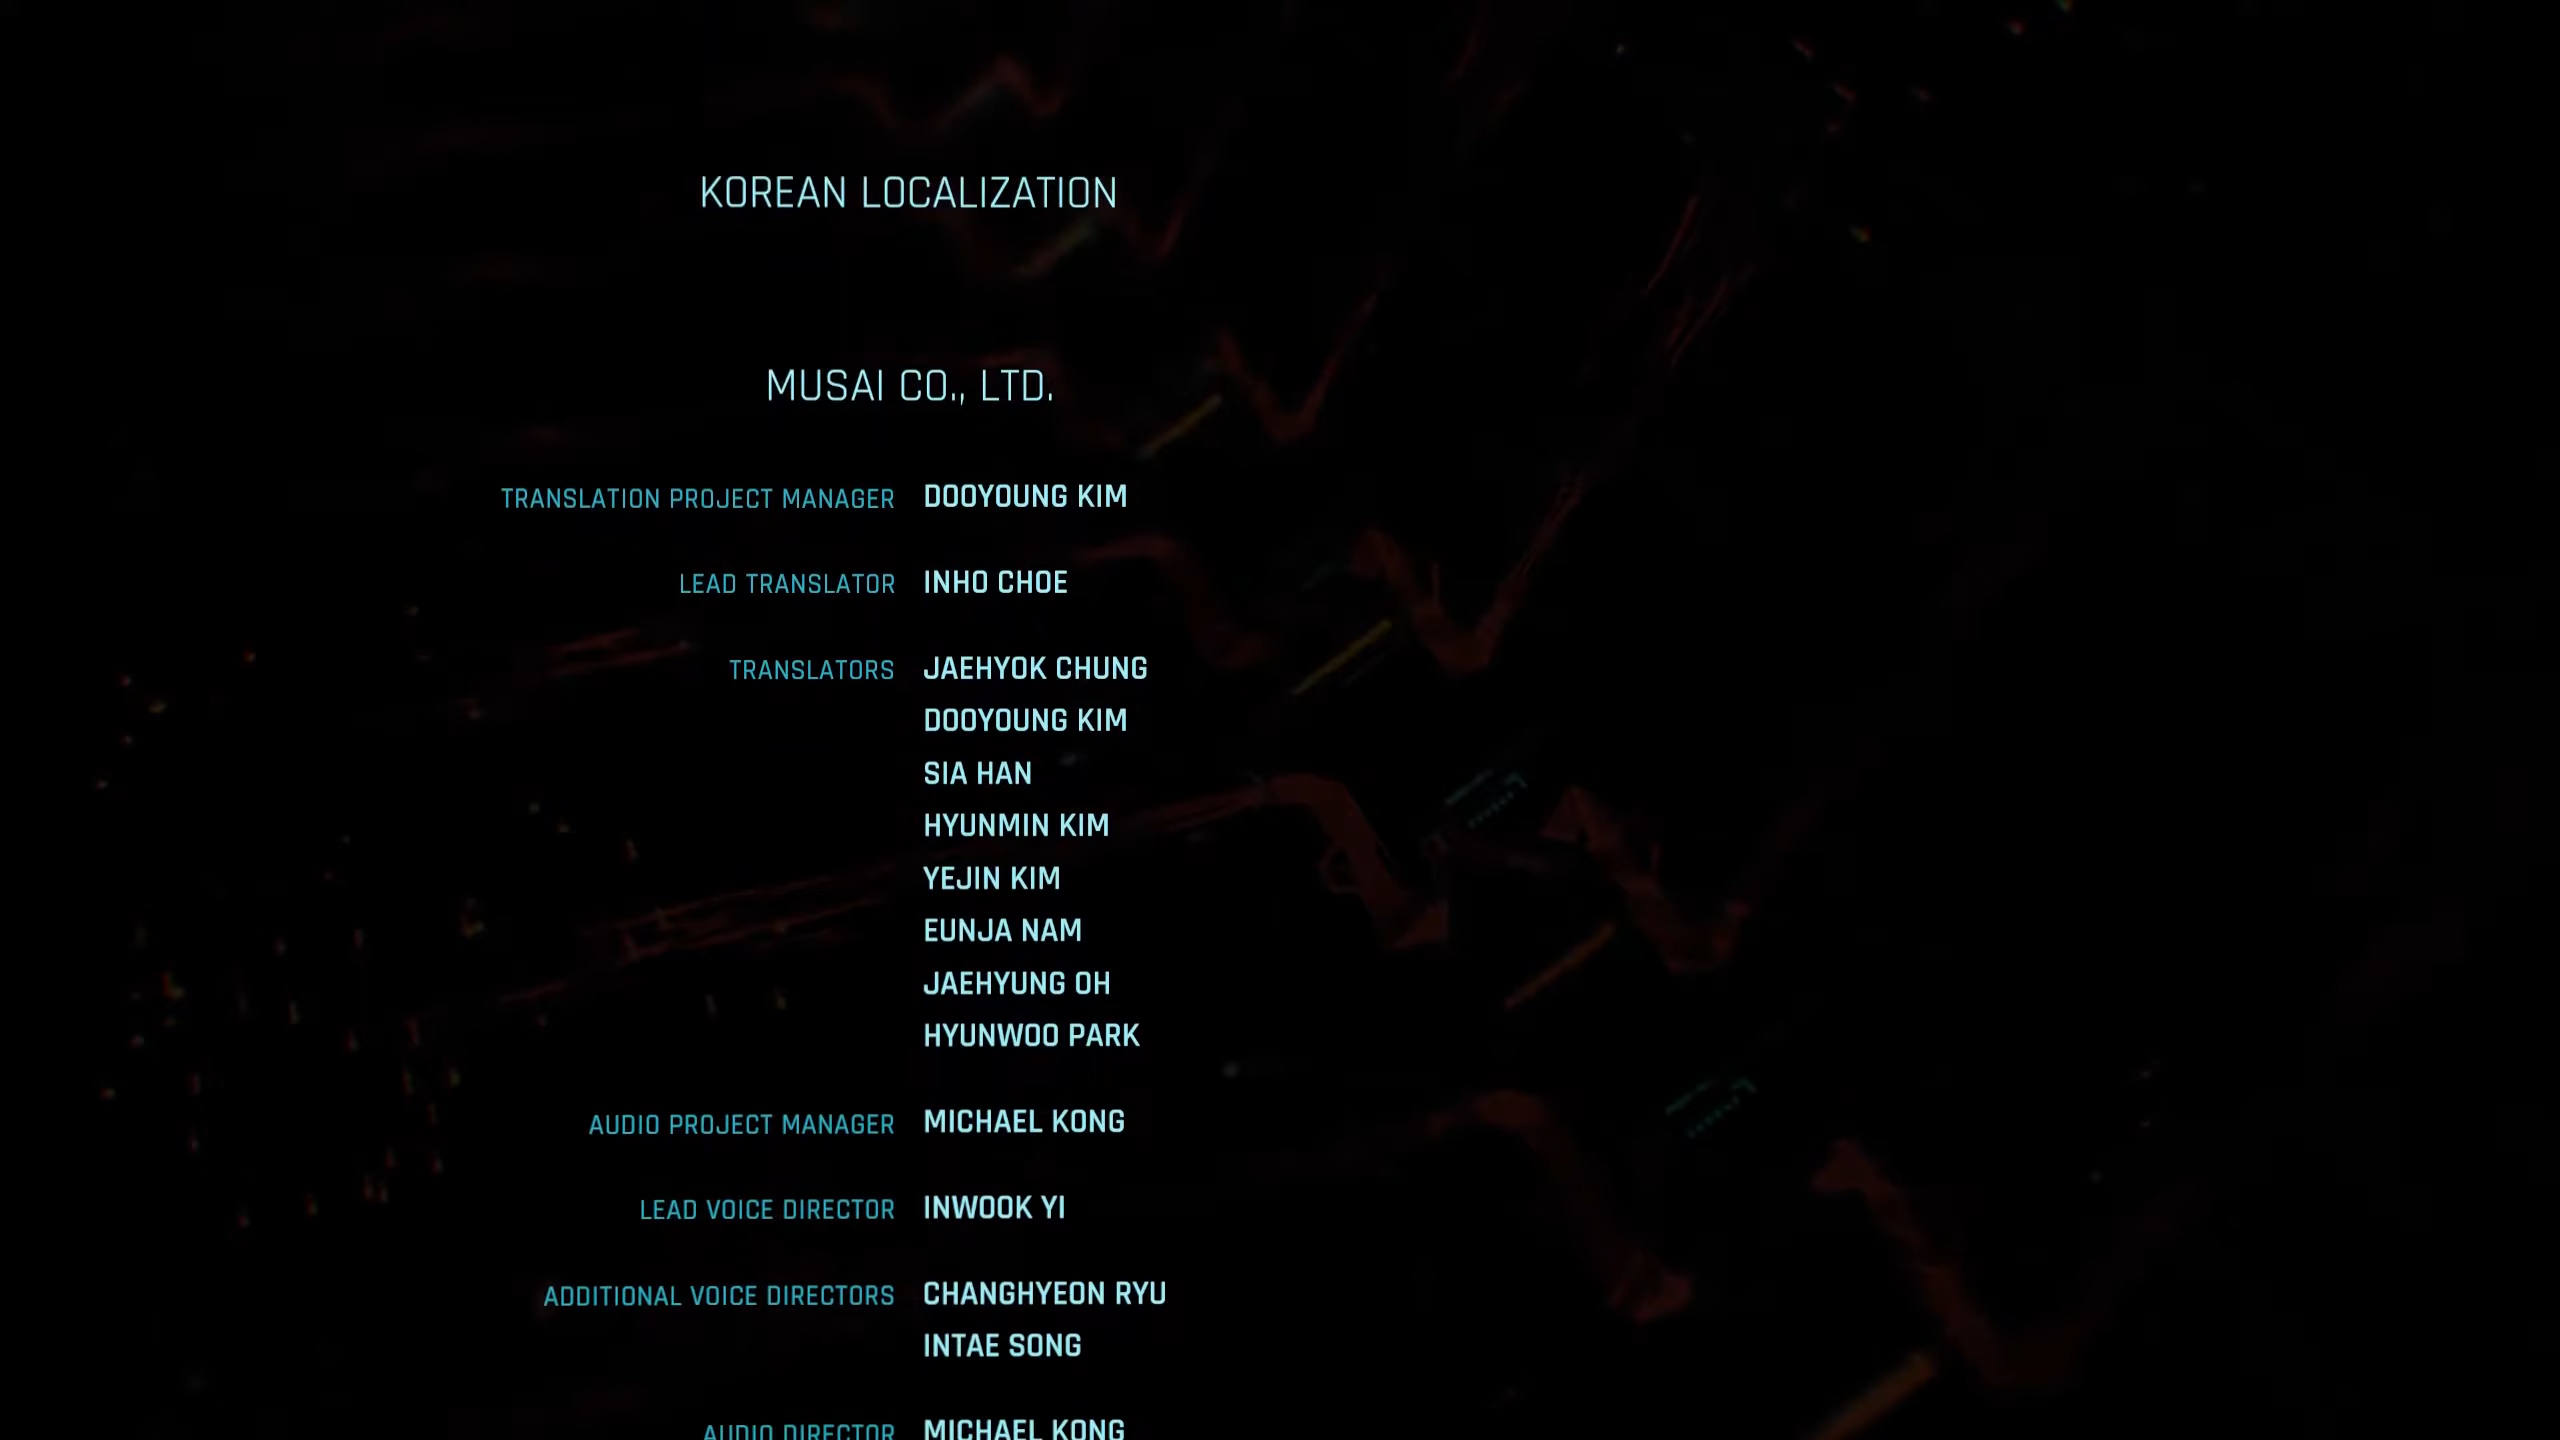 KOREAN LOCALIZATION
MUSAI CO., LTD.
TRANSLATION PROJECT MANAGER DOOYOUNG KIM
LEAD TRANSLATOR INHO CHOE
TRANSLATORS JAEHYOK CHUNG
DOOYOUNG KIM
SIA HAN
HYUNMIN KIM
YEJIN KIM
EUNJA NAM
JAEHYUNG OH
HYUNWOO PARK
AUDIO PROJECT MANAGER MICHAEL KONG
LEAD VOICE DIRECTOR INWOOK YI
ADDITIONAL VOICE DIRECTORS CHANGHYEON RYU
INTAE SONG
AUDIO DIRECTOR MICHAEL KONG